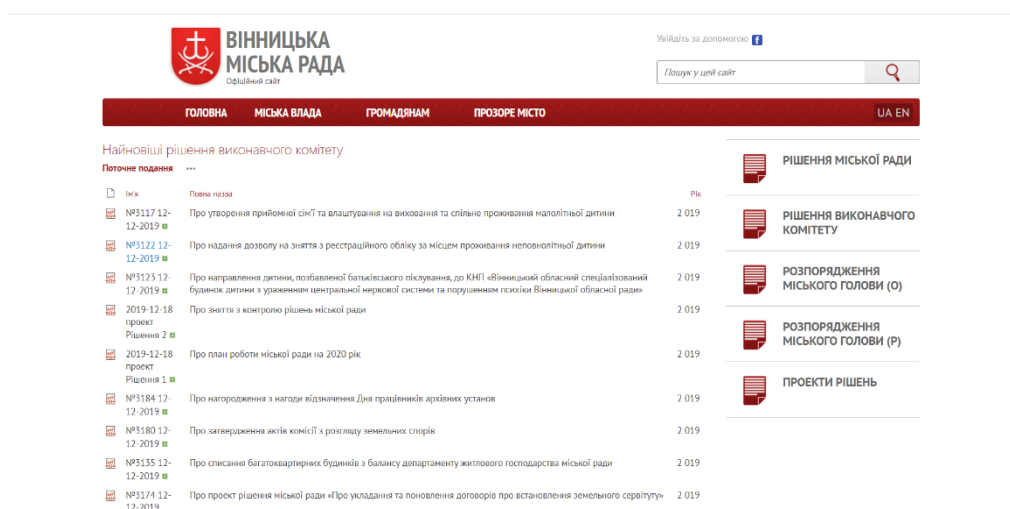 ВІННИЦЬКА
МІСЬКА РАДА
Офіційний сайт
Увійдіть за допомогою
Пошук у цей сайт
ГОЛОВНА МІСЬКА ВЛАДА ГРОМАДЯНАМ ПРОЗОРЕ МІСТО UA EN
Найновіші рішення виконавчого комітету
Поточне подання ...
Ім'я Повна назва Рік
№3117 12-12-2019 Про утворення прийомної сім'ї та влаштування на виховання та спільне проживання малолітньої дитини 2 019
№3122 12-12-2019 Про надання дозволу на зняття з реєстраційного обліку за місцем проживання неповнолітньої дитини 2 019
№3123 12-12-2019 Про направлення дитини, позбавленої батьківського піклування, до КНП «Вінницький обласний спеціалізований
будинок дитини з ураженням центральної нервової системи та порушенням психіки Вінницької обласної ради» 2 019
2019-12-18 проект Рішення 2 Про зняття з контролю рішень міської ради 2 019
2019-12-18 проект Рішення 1 Про план роботи міської ради на 2020 рік 2 019
№3184 12-12-2019 Про нагородження з нагоди відзначення Дня працівників архівних установ 2 019
№3180 12-12-2019 Про затвердження актів комісії з розгляду земельних спорів 2 019
№3135 12-12-2019 Про списання багатоквартирних будинків з балансу департаменту житлового господарства міської ради 2 019
№3174 12-12-2019 Про проект рішення міської ради «Про укладання та поновлення договорів про встановлення земельного сервітуту» 2 019
РІШЕННЯ МІСЬКОЇ РАДИ
РІШЕННЯ ВИКОНАВЧОГО
КОМІТЕТУ
РОЗПОРЯДЖЕННЯ
МІСЬКОГО ГОЛОВИ (О)
РОЗПОРЯДЖЕННЯ
МІСЬКОГО ГОЛОВИ (Р)
ПРОЕКТИ РІШЕНЬ